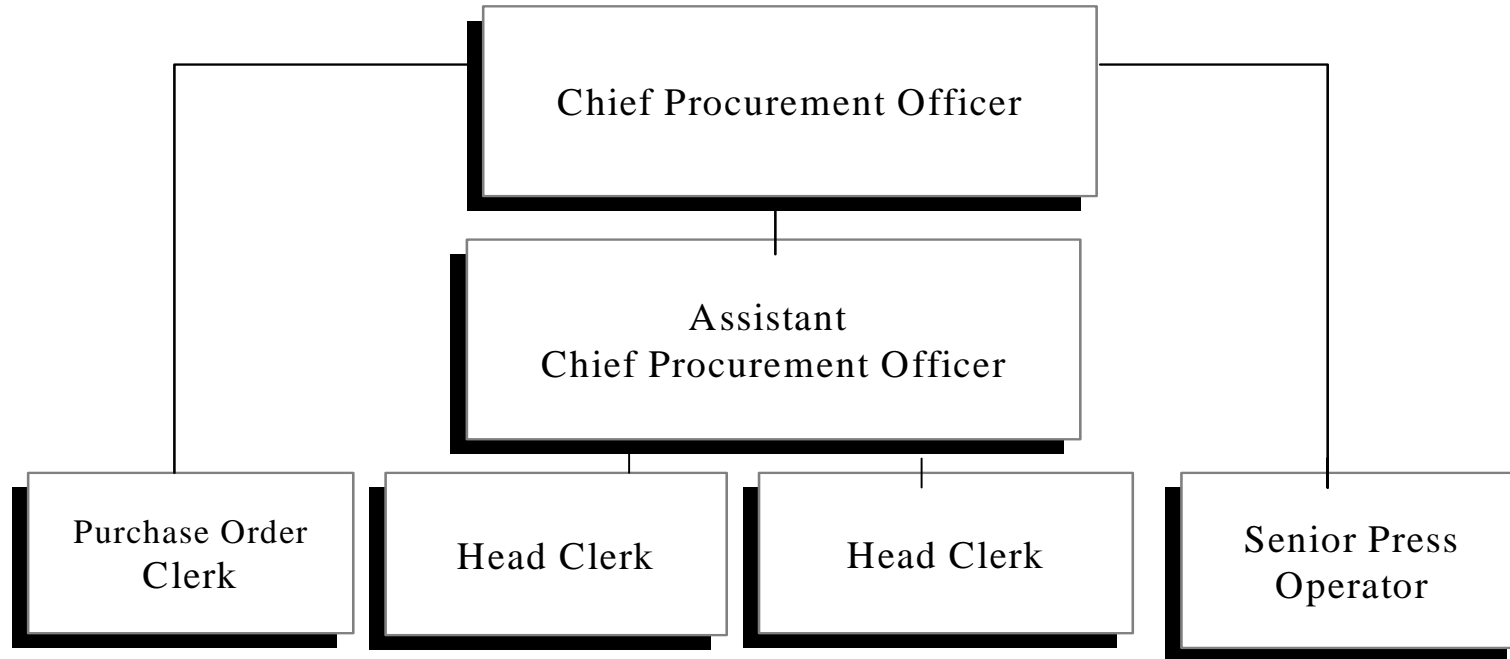 Chief Procurement Officer
Assistant
Chief Procurement Officer
Purchase Order
Clerk
Head Clerk
Head Clerk
Senior Press
Operator